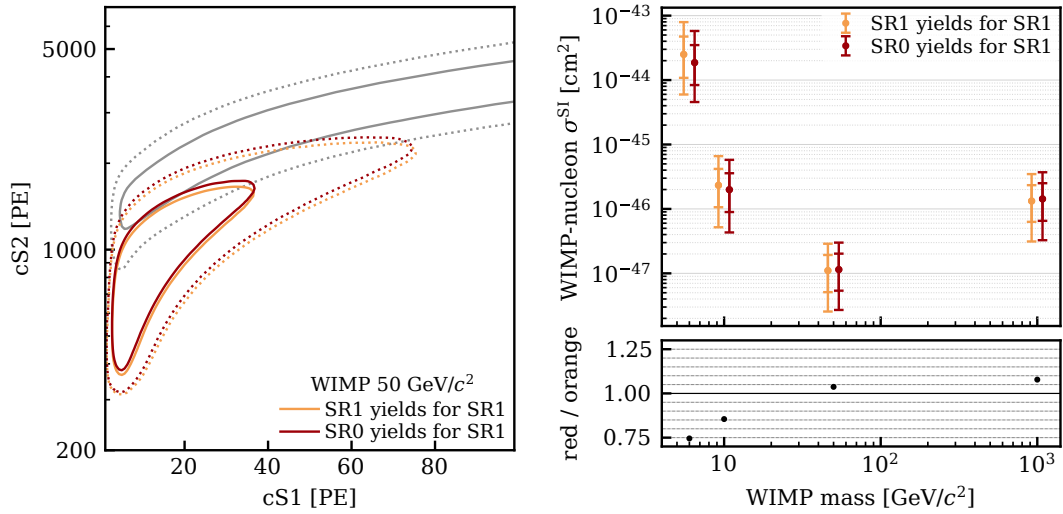 5000
1000
200
cS2 [PE]
20
40
60
80
cS1 [PE]
WIMP 50 GeV/c²
SR1 yields for SR1
SR0 yields for SR1
10⁻⁴³
10⁻⁴⁴
10⁻⁴⁵
10⁻⁴⁶
10⁻⁴⁷
WIMP-nucleon σ^SI [cm²]
SR1 yields for SR1
SR0 yields for SR1
1.25
1.00
0.75
red / orange
10
10²
10³
WIMP mass [GeV/c²]